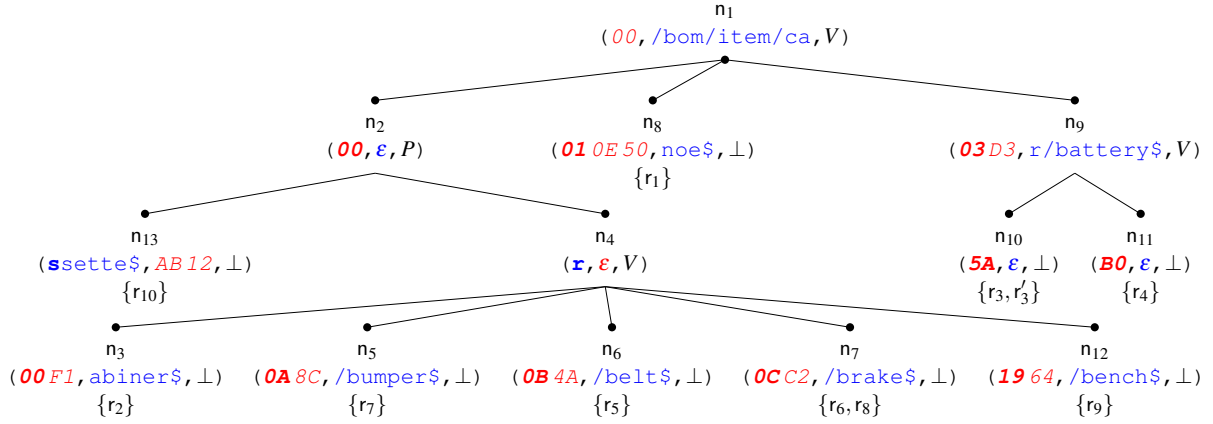 n₁
(00, /bom/item/ca, V)
n₂
(00, ε, P)
n₈
(01 0E 50, noe$, ⊥)
{r₁}
n₉
(03 D3, r/battery$, V)
n₁₃
(ssette$, AB 12, ⊥)
{r₁₀}
n₄
(r, ε, V)
n₁₀
(5A, ε, ⊥)
{r₃, r′₃}
n₁₁
(B0, ε, ⊥)
{r₄}
n₃
(00 F1, abiner$, ⊥)
{r₂}
n₅
(0A 8C, /bumper$, ⊥)
{r₇}
n₆
(0B 4A, /belt$, ⊥)
{r₅}
n₇
(0C C2, /brake$, ⊥)
{r₆, r₈}
n₁₂
(19 64, /bench$, ⊥)
{r₉}